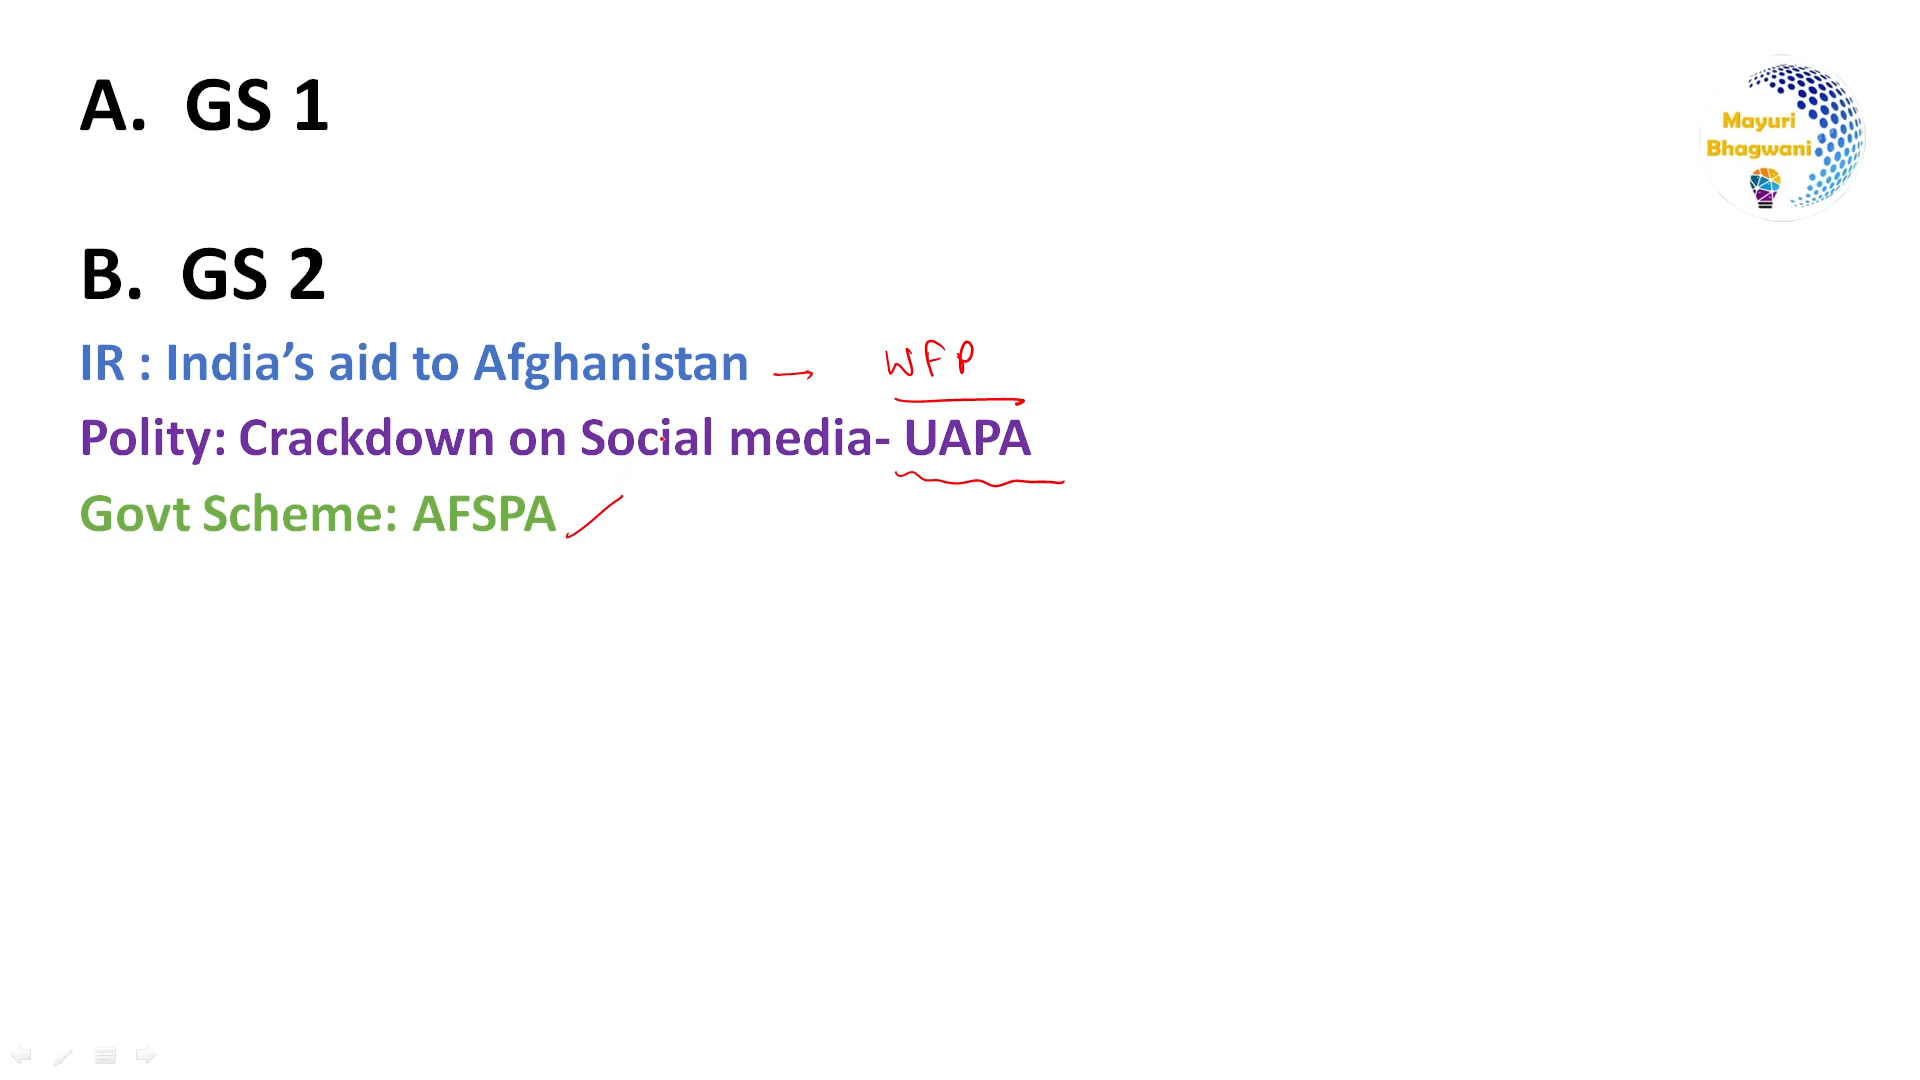 A. GS 1
Mayuri
Bhagwani
B. GS 2
IR : India’s aid to Afghanistan → WFP
Polity: Crackdown on Social media- UAPA
Govt Scheme: AFSPA